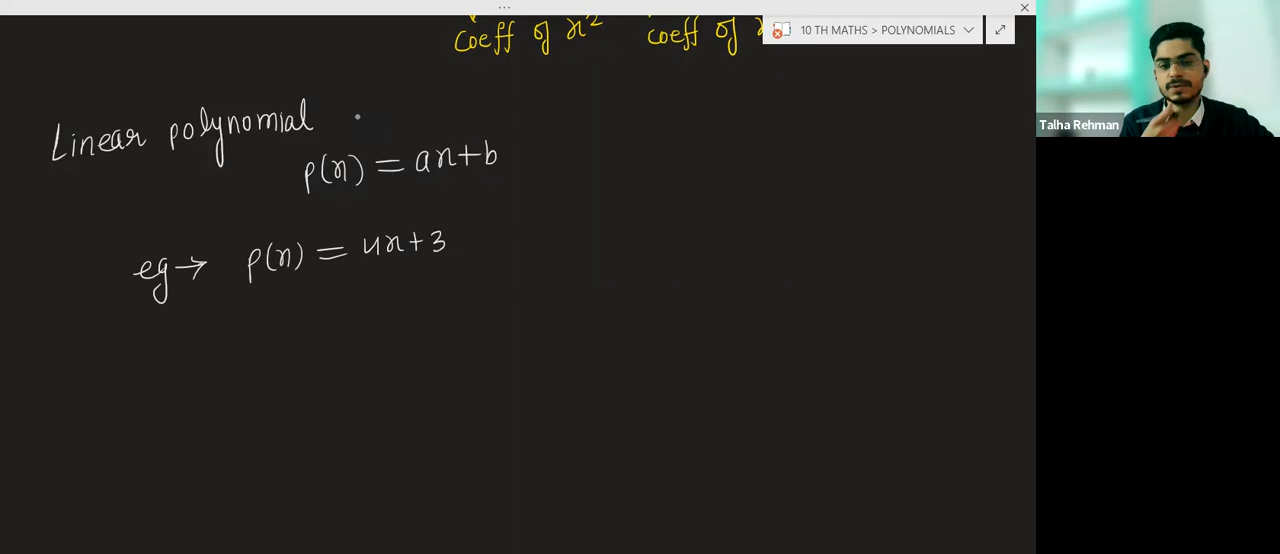 coeff of x² coeff of
10 TH MATHS > POLYNOMIALS
Talha Rehman
Linear polynomial
p(x) = ax+b
eg→ p(x) = 4x+3